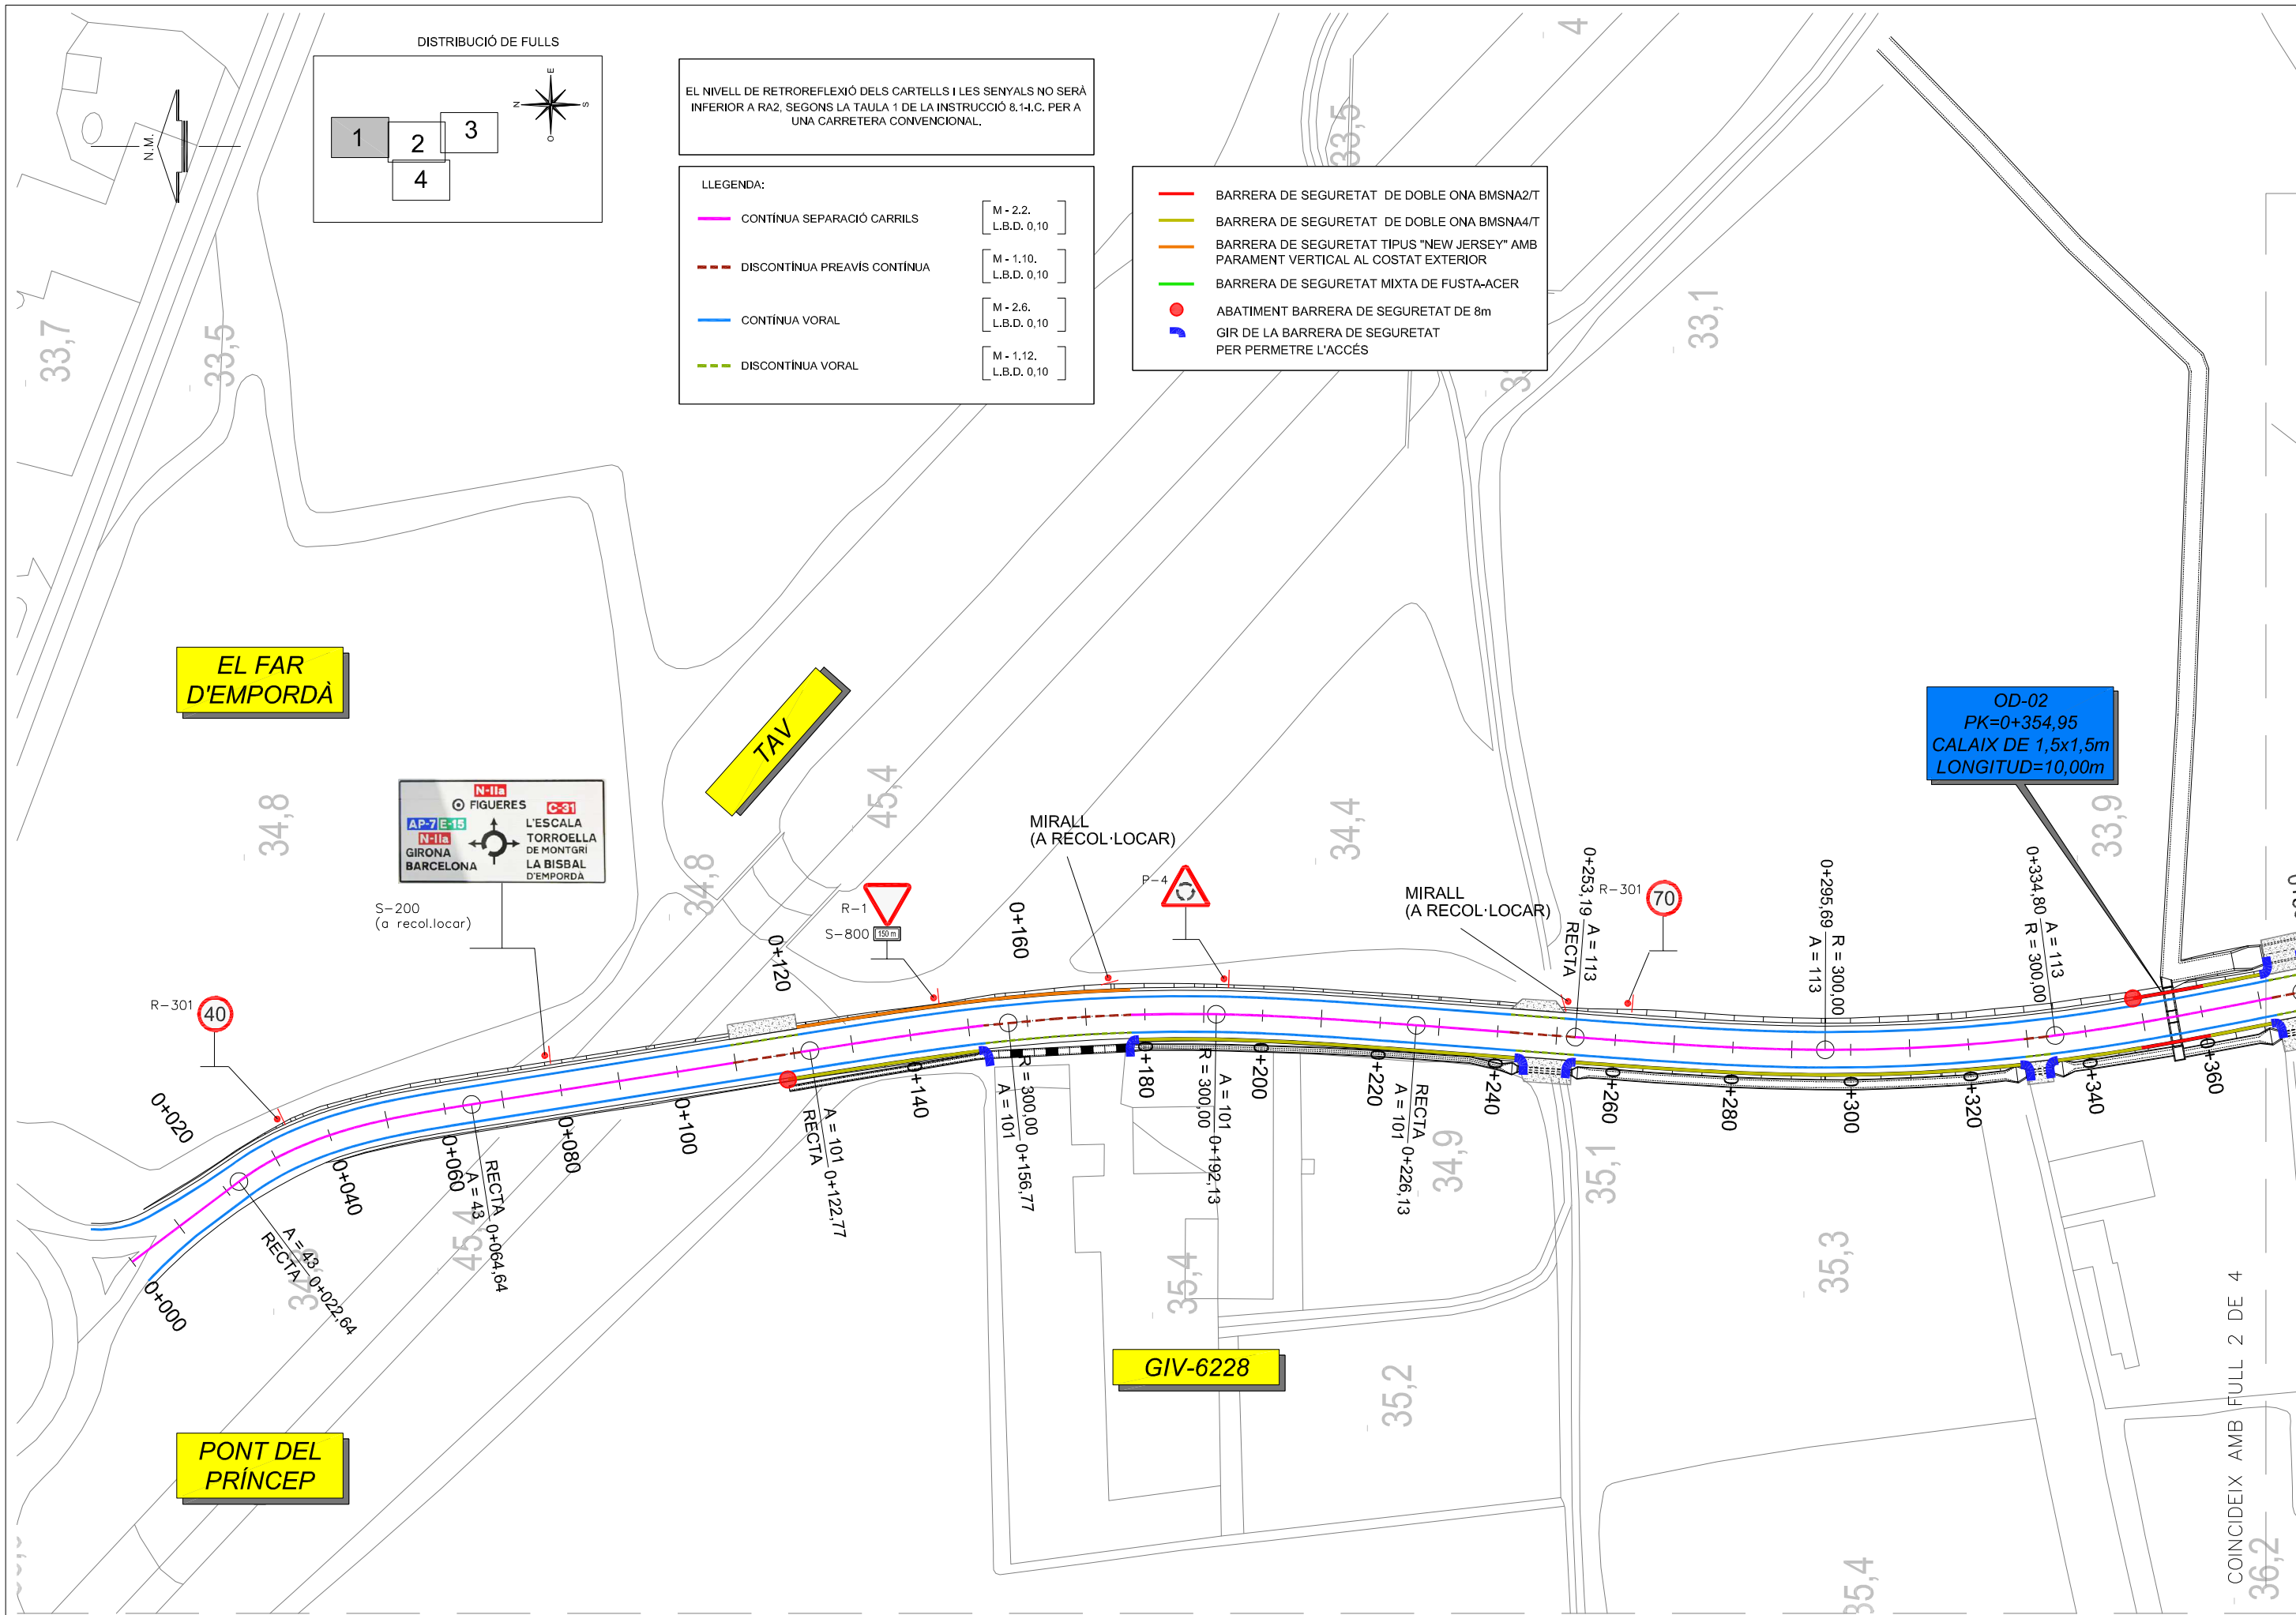 DISTRIBUCIÓ DE FULLS
1
2
3
4
N
E
S
O
N.M.
EL NIVELL DE RETROREFLEXIÓ DELS CARTELLS I LES SENYALS NO SERÀ
INFERIOR A RA2, SEGONS LA TAULA 1 DE LA INSTRUCCIÓ 8.1-I.C. PER A
UNA CARRETERA CONVENCIONAL.
LLEGENDA:
CONTÍNUA SEPARACIÓ CARRILS
M - 2.2.
L.B.D. 0,10
DISCONTÍNUA PREAVÍS CONTÍNUA
M - 1.10.
L.B.D. 0,10
CONTÍNUA VORAL
M - 2.6.
L.B.D. 0,10
DISCONTÍNUA VORAL
M - 1.12.
L.B.D. 0,10
BARRERA DE SEGURETAT DE DOBLE ONA BMSNA2/T
BARRERA DE SEGURETAT DE DOBLE ONA BMSNA4/T
BARRERA DE SEGURETAT TIPUS "NEW JERSEY" AMB
PARAMENT VERTICAL AL COSTAT EXTERIOR
BARRERA DE SEGURETAT MIXTA DE FUSTA-ACER
ABATIMENT BARRERA DE SEGURETAT DE 8m
GIR DE LA BARRERA DE SEGURETAT
PER PERMETRE L'ACCÉS
33,7
33,5
33,5
33,1
EL FAR
D'EMPORDÀ
TAV
OD-02
PK=0+354,95
CALAIX DE 1,5x1,5m
LONGITUD=10,00m
34,8
45,4
34,8
34,4
33,9
N-IIa
FIGUERES
C-31
AP-7 E-15
L'ESCALA
N-IIa
TORROELLA
DE MONTGRÍ
GIRONA
BARCELONA
LA BISBAL
D'EMPORDÀ
S-200
(a recol.locar)
R-301
40
R-1
S-800
150 m
MIRALL
(A RECOL·LOCAR)
P-4
MIRALL
(A RECOL·LOCAR)
R-301
70
0+000
0+020
0+040
0+060
0+080
0+100
0+120
0+140
0+160
0+180
0+200
0+220
0+240
0+260
0+280
0+300
0+320
0+340
0+360
A = 43
RECTA
0+022,64
RECTA
A = 43
0+064,64
A = 101
RECTA
0+122,77
R = 300,00
A = 101
0+156,77
A = 101
R = 300,00
0+192,13
RECTA
A = 101
0+226,13
0+253,19
A = 113
RECTA
0+295,69
R = 300,00
A = 113
0+334,80
A = 113
R = 300,00
45,4
35,4
34,9
35,1
35,3
35,2
35,4
36,2
GIV-6228
PONT DEL
PRÍNCEP
COINCIDEIX AMB FULL 2 DE 4